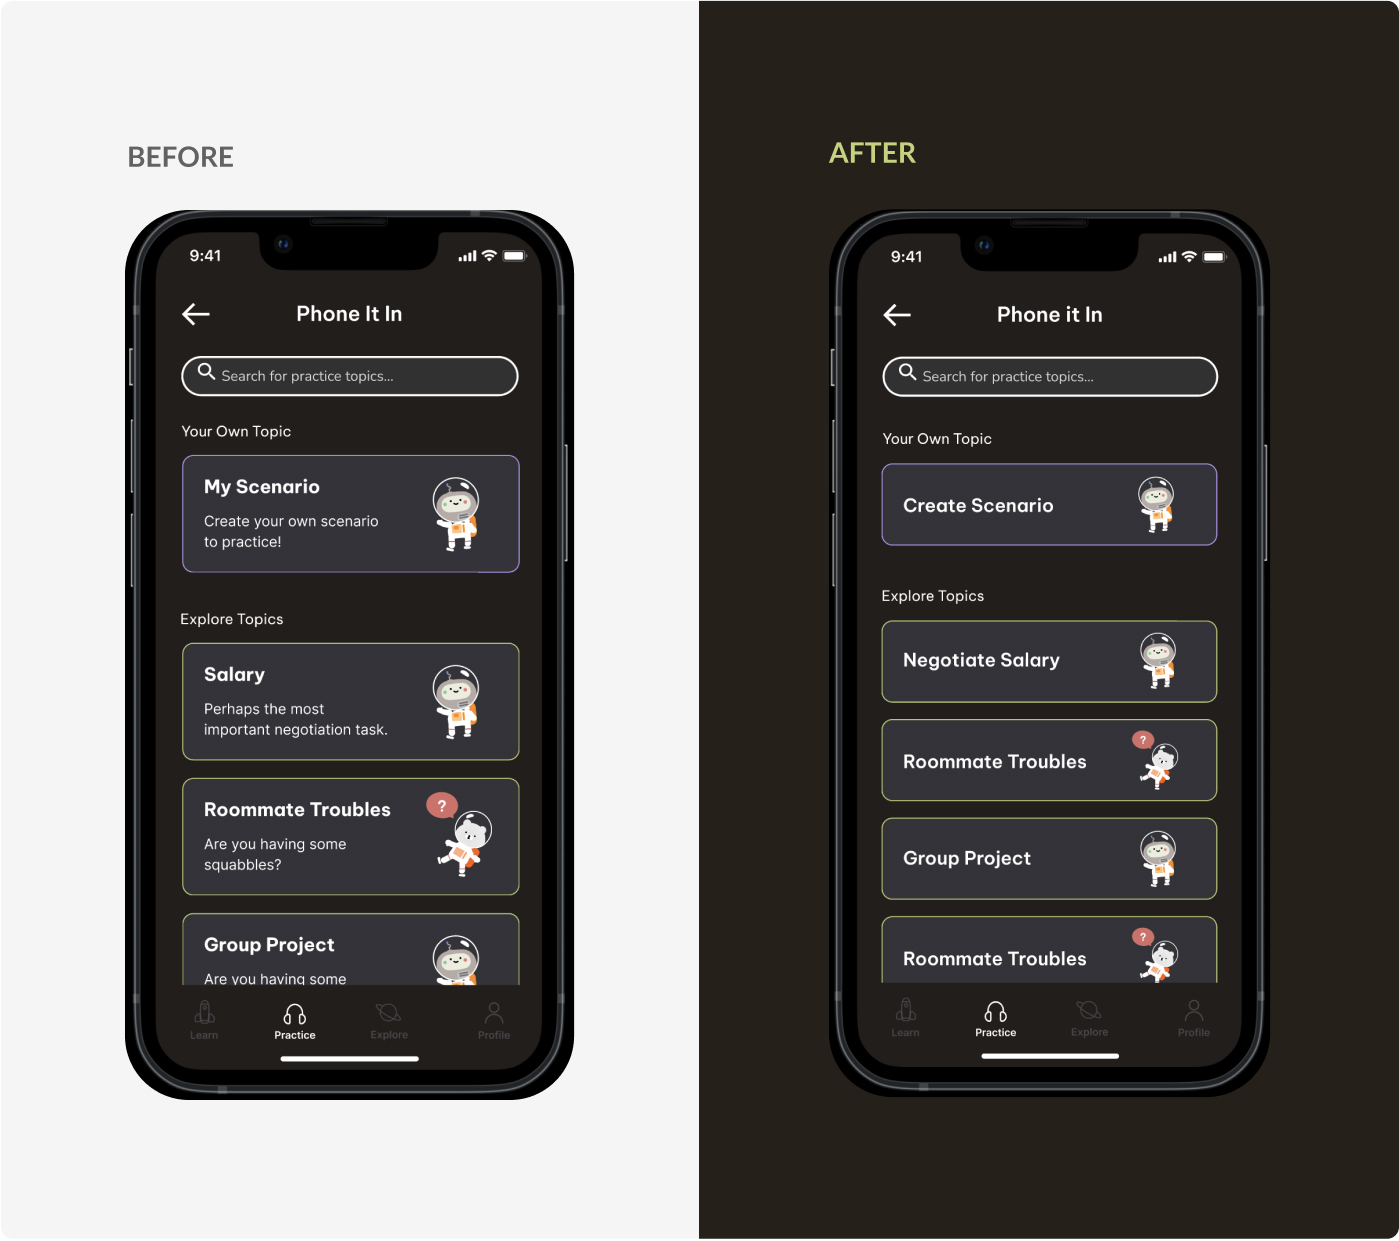 BEFORE
9:41
Phone It In
Search for practice topics...
Your Own Topic
My Scenario
Create your own scenario
to practice!
Explore Topics
Salary
Perhaps the most
important negotiation task.
Roommate Troubles
?
Are you having some
squabbles?
Group Project
Are you having some
Learn
Practice
Explore
Profile
AFTER
9:41
Phone it In
Search for practice topics...
Your Own Topic
Create Scenario
Explore Topics
Negotiate Salary
Roommate Troubles
?
Group Project
Roommate Troubles
?
Learn
Practice
Explore
Profile